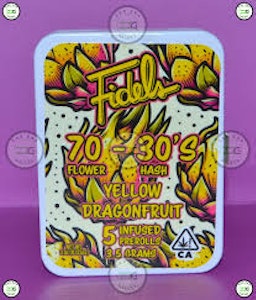 Fidels
70 - 30'S
FLOWER HASH
YELLOW
DRAGONFRUIT
5 INFUSED
PREROLLS
3.5 GRAMS
CA